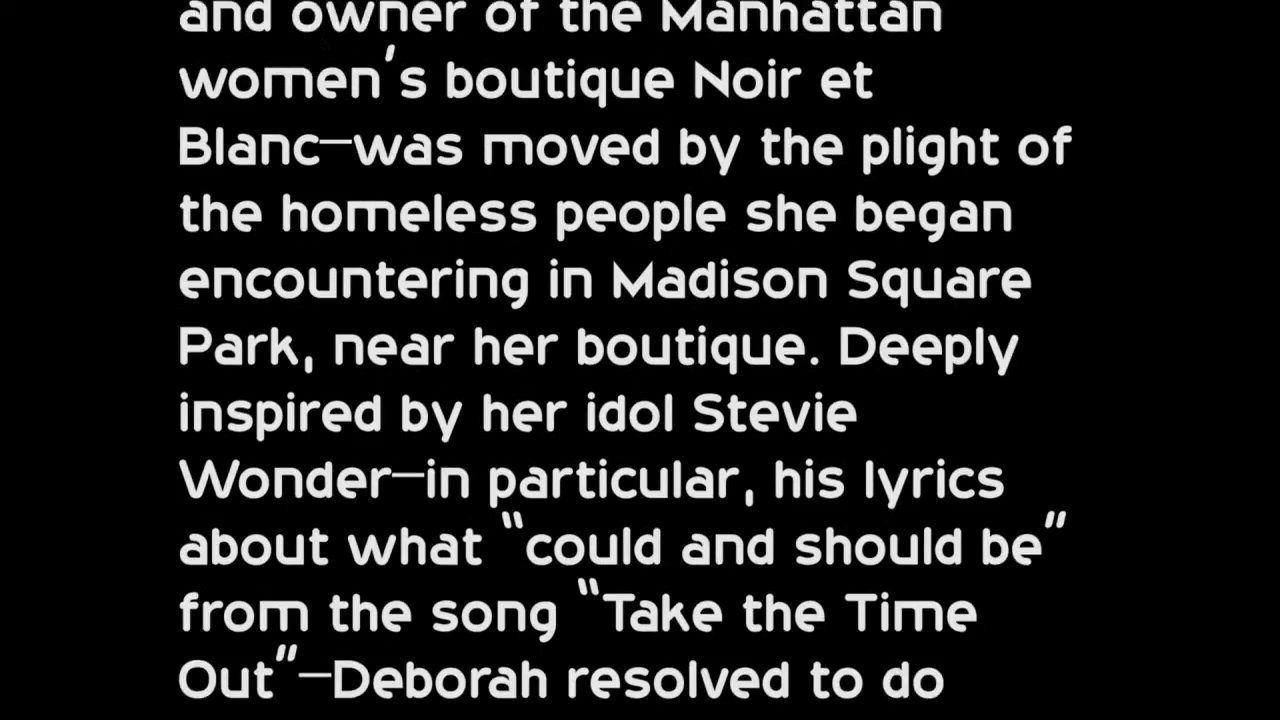 and owner of the Manhattan
women's boutique Noir et
Blanc—was moved by the plight of
the homeless people she began
encountering in Madison Square
Park, near her boutique. Deeply
inspired by her idol Stevie
Wonder—in particular, his lyrics
about what "could and should be"
from the song "Take the Time
Out"—Deborah resolved to do